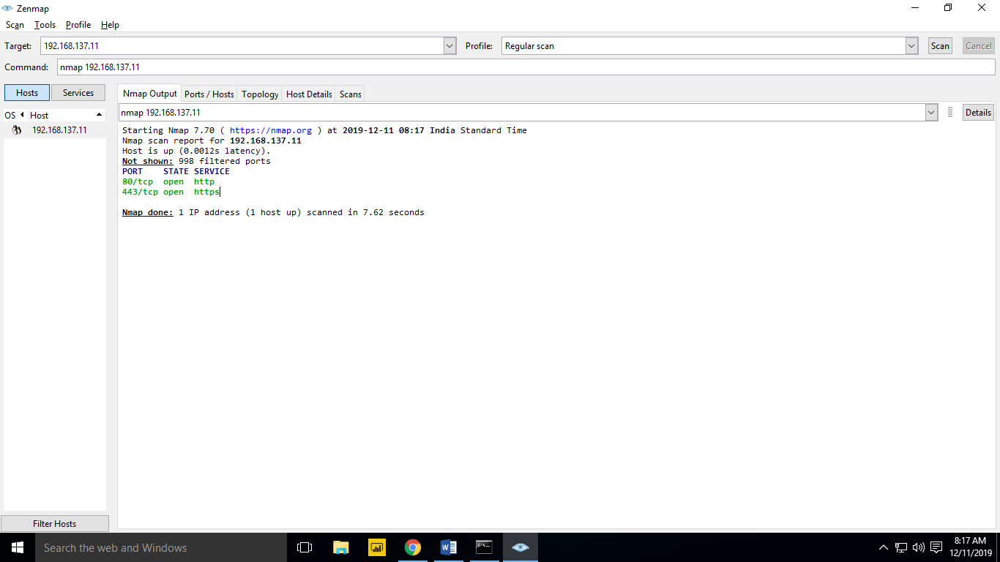 Zenmap
Scan Tools Profile Help
Target: 192.168.137.11 Profile: Regular scan Scan Cancel
Command: nmap 192.168.137.11
Hosts Services
Nmap Output Ports / Hosts Topology Host Details Scans
OS Host
192.168.137.11
nmap 192.168.137.11 Details
Starting Nmap 7.70 ( https://nmap.org ) at 2019-12-11 08:17 India Standard Time
Nmap scan report for 192.168.137.11
Host is up (0.0012s latency).
Not shown: 998 filtered ports
PORT STATE SERVICE
80/tcp open http
443/tcp open https
Nmap done: 1 IP address (1 host up) scanned in 7.62 seconds
Filter Hosts
Search the web and Windows
8:17 AM
12/11/2019